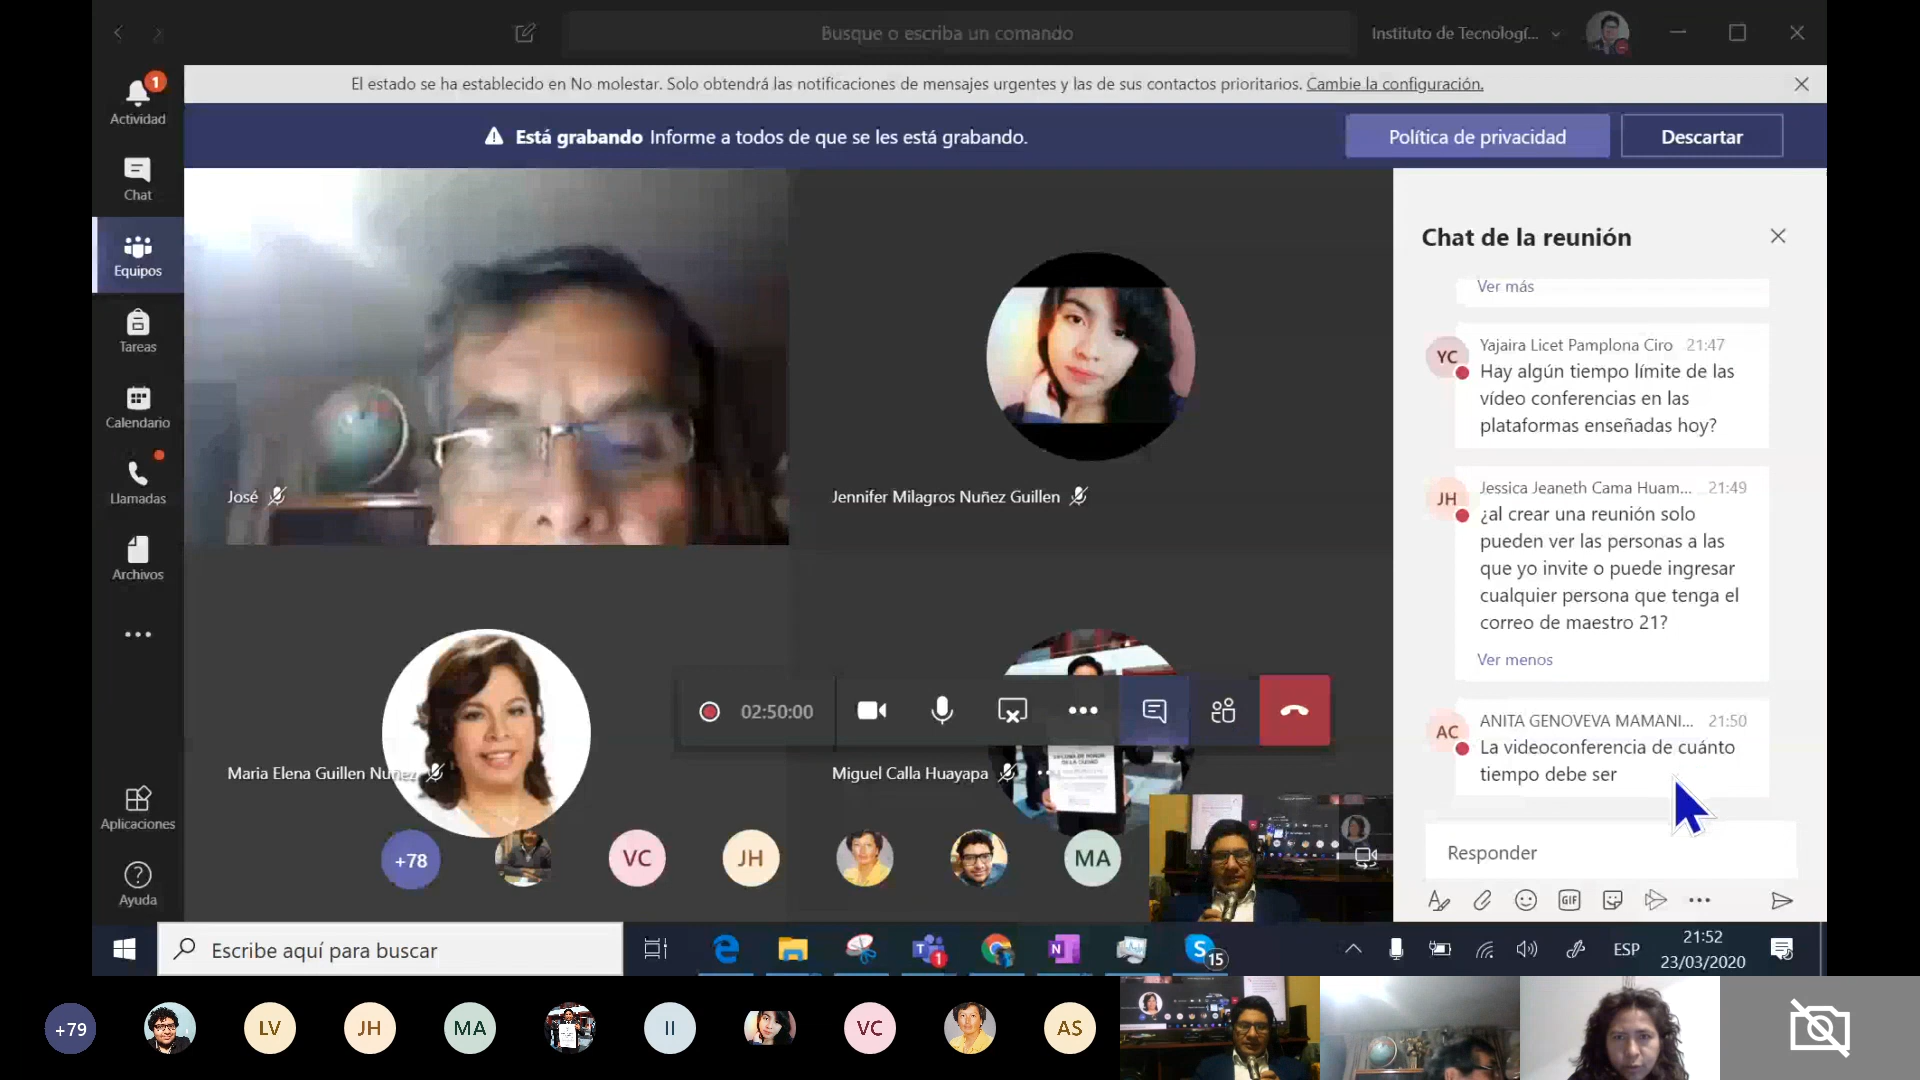 Busque o escriba un comando
Instituto de Tecnologí...
1
Actividad
Chat
Equipos
Tareas
Calendario
Llamadas
Archivos
Aplicaciones
Ayuda
El estado se ha establecido en No molestar. Solo obtendrá las notificaciones de mensajes urgentes y las de sus contactos prioritarios. Cambie la configuración.
Está grabando Informe a todos de que se les está grabando.
Política de privacidad
Descartar
José
Jennifer Milagros Nuñez Guillen
Maria Elena Guillen Nuñez
Miguel Calla Huayapa
02:50:00
+78
VC
JH
MA
Chat de la reunión
Ver más
YC
Yajaira Licet Pamplona Ciro 21:47
Hay algún tiempo límite de las
vídeo conferencias en las
plataformas enseñadas hoy?
JH
Jessica Jeaneth Cama Huam... 21:49
¿al crear una reunión solo
pueden ver las personas a las
que yo invite o puede ingresar
cualquier persona que tenga el
correo de maestro 21?
Ver menos
AC
ANITA GENOVEVA MAMANI... 21:50
La videoconferencia de cuánto
tiempo debe ser
Responder
GIF
Escribe aquí para buscar
1
15
ESP
21:52
23/03/2020
+79
LV
JH
MA
II
VC
AS